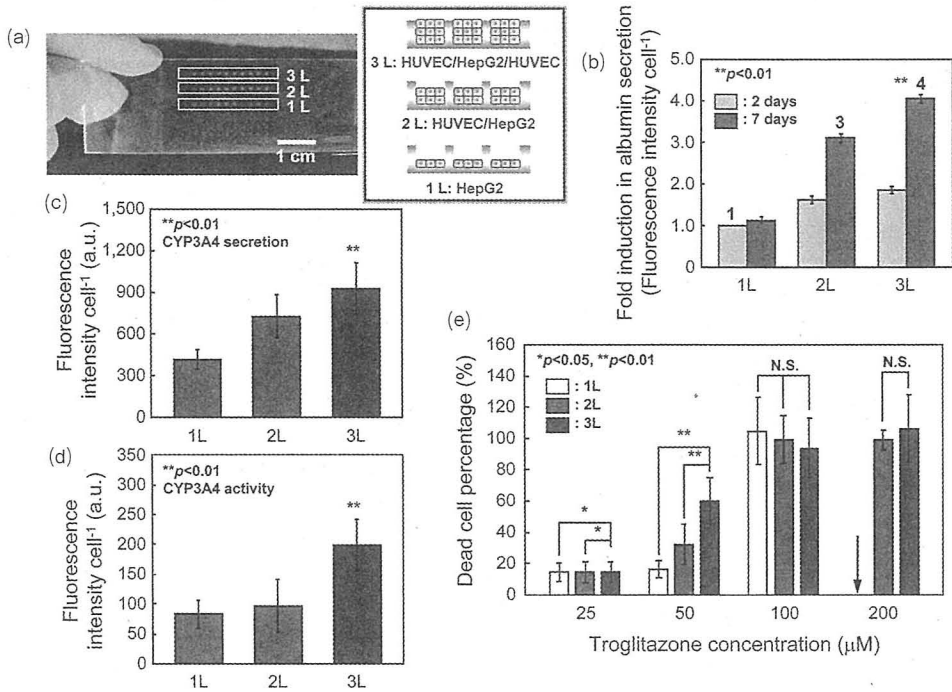 (a)
3 L
2 L
1 L
1 cm
3 L: HUVEC/HepG2/HUVEC
2 L: HUVEC/HepG2
1 L: HepG2
(b)
Fold induction in albumin secretion
(Fluorescence intensity cell⁻¹)
**p<0.01
: 2 days
: 7 days
5.0
4.0
3.0
2.0
1.0
0.0
1
3
** 4
1L 2L 3L
(c)
Fluorescence
intensity cell⁻¹ (a.u.)
1,500
1,200
900
600
300
0
**p<0.01
CYP3A4 secretion
**
1L 2L 3L
(d)
Fluorescence
intensity cell⁻¹ (a.u.)
350
300
250
200
150
100
50
0
**p<0.01
CYP3A4 activity
**
1L 2L 3L
(e)
Dead cell percentage (%)
160
140
120
100
80
60
40
20
0
*p<0.05, **p<0.01
: 1L
: 2L
: 3L
*
*
**
**
N.S.
N.S.
25 50 100 200
Troglitazone concentration (μM)